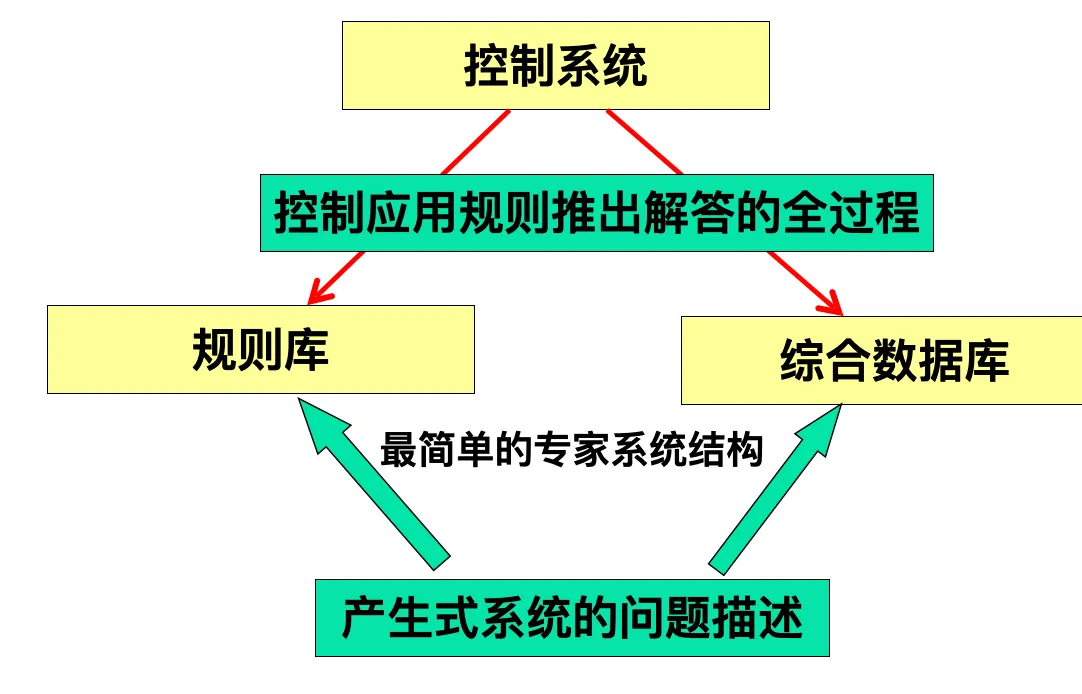 控制系统
控制应用规则推出解答的全过程
规则库
综合数据库
最简单的专家系统结构
产生式系统的问题描述